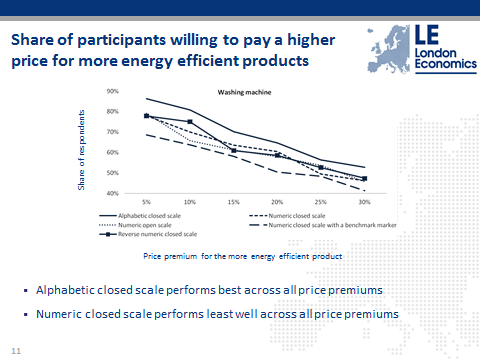 Share of participants willing to pay a higher
price for more energy efficient products
LE
London
Economics
Washing machine
Share of respondents
90%
80%
70%
60%
50%
40%
5% 10% 15% 20% 25% 30%
Alphabetic closed scale Numeric closed scale
Numeric open scale Numeric closed scale with a benchmark marker
Reverse numeric closed scale
Price premium for the more energy efficient product
▪ Alphabetic closed scale performs best across all price premiums
▪ Numeric closed scale performs least well across all price premiums
11